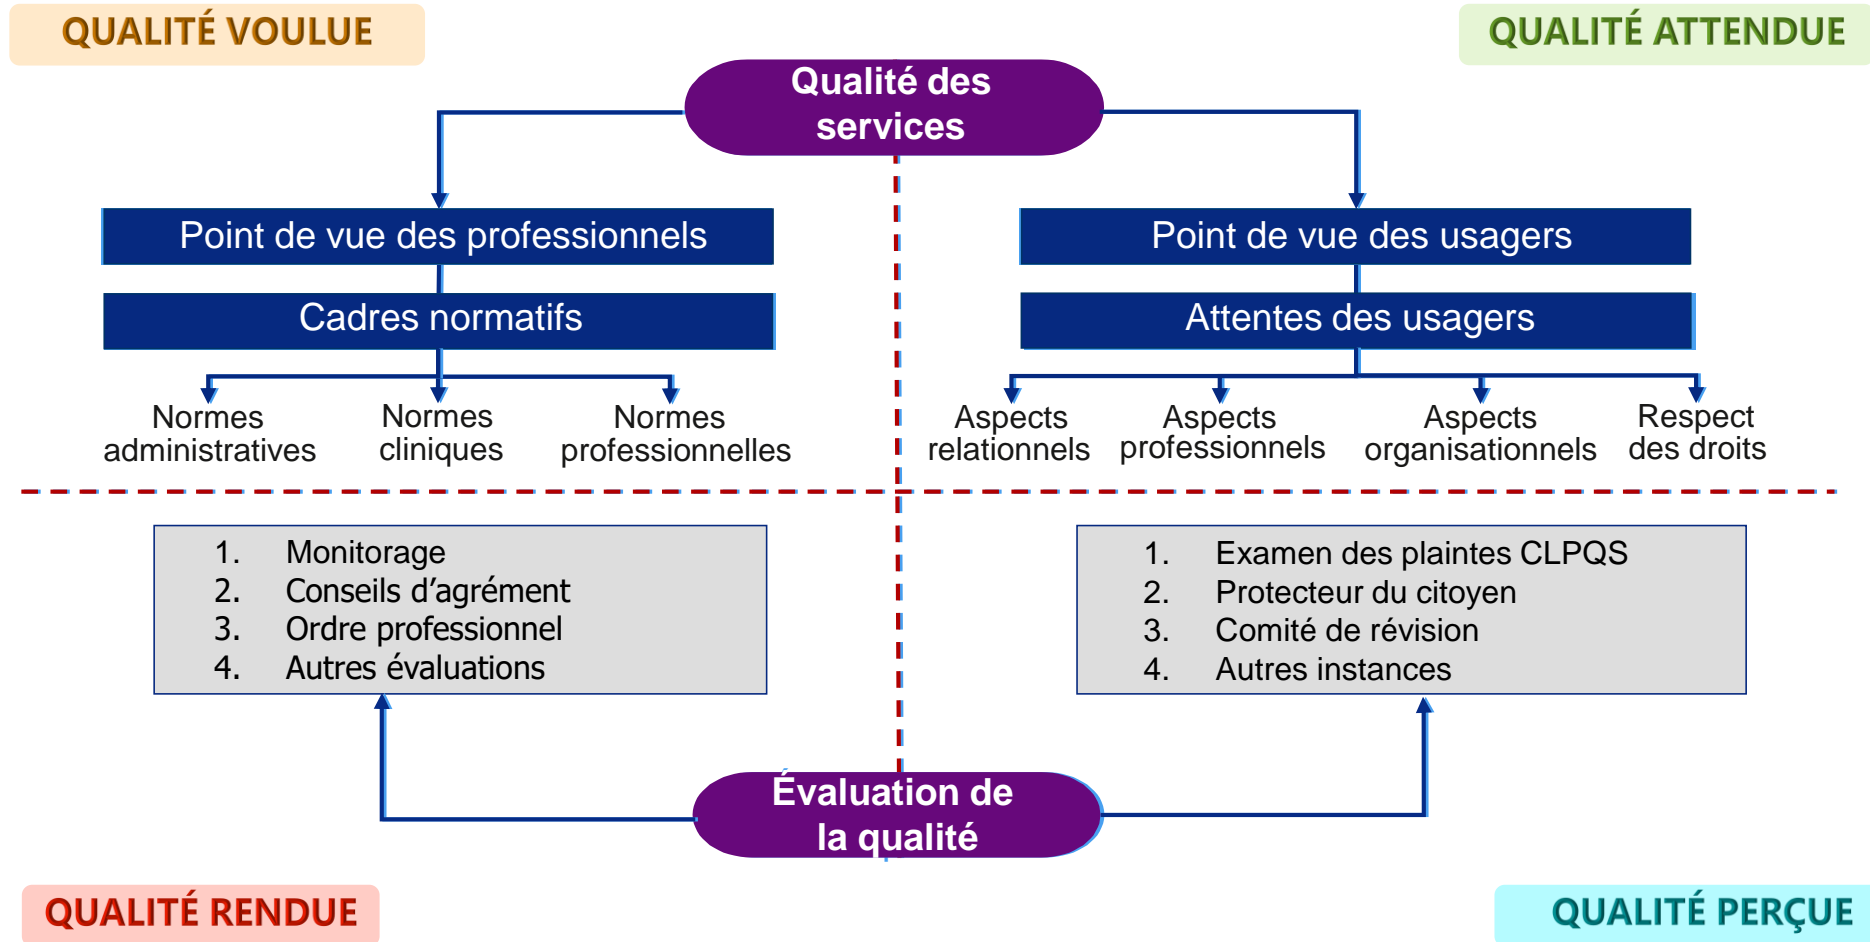 QUALITÉ VOULUE
QUALITÉ ATTENDUE
Qualité des
services
Point de vue des professionnels
Point de vue des usagers
Cadres normatifs
Attentes des usagers
Normes
administratives
Normes
cliniques
Normes
professionnelles
Aspects
relationnels
Aspects
professionnels
Aspects
organisationnels
Respect
des droits
1. Monitorage
2. Conseils d’agrément
3. Ordre professionnel
4. Autres évaluations
1. Examen des plaintes CLPQS
2. Protecteur du citoyen
3. Comité de révision
4. Autres instances
Évaluation de
la qualité
QUALITÉ RENDUE
QUALITÉ PERÇUE